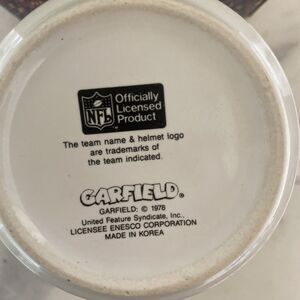 NFL
Officially
Licensed
Product
The team name & helmet logo
are trademarks of
the team indicated.
GARFIELD®
GARFIELD: © 1978
United Feature Syndicate, Inc.,
LICENSEE ENESCO CORPORATION
MADE IN KOREA